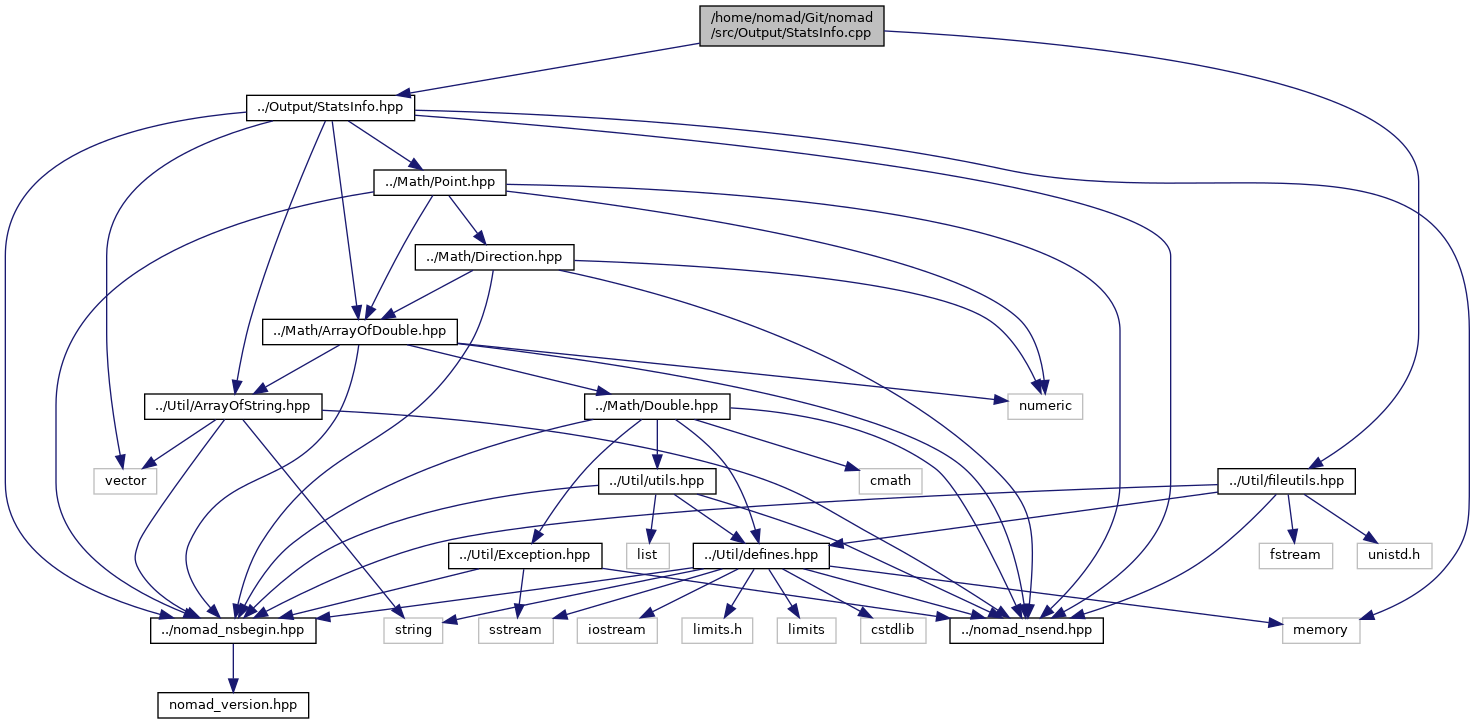 /home/nomad/Git/nomad
/src/Output/StatsInfo.cpp
../Output/StatsInfo.hpp
../Math/Point.hpp
../Math/Direction.hpp
../Math/ArrayOfDouble.hpp
../Util/ArrayOfString.hpp
../Math/Double.hpp
numeric
vector
../Util/utils.hpp
cmath
../Util/fileutils.hpp
../Util/Exception.hpp
list
../Util/defines.hpp
fstream
unistd.h
../nomad_nsbegin.hpp
string
sstream
iostream
limits.h
limits
cstdlib
../nomad_nsend.hpp
memory
nomad_version.hpp